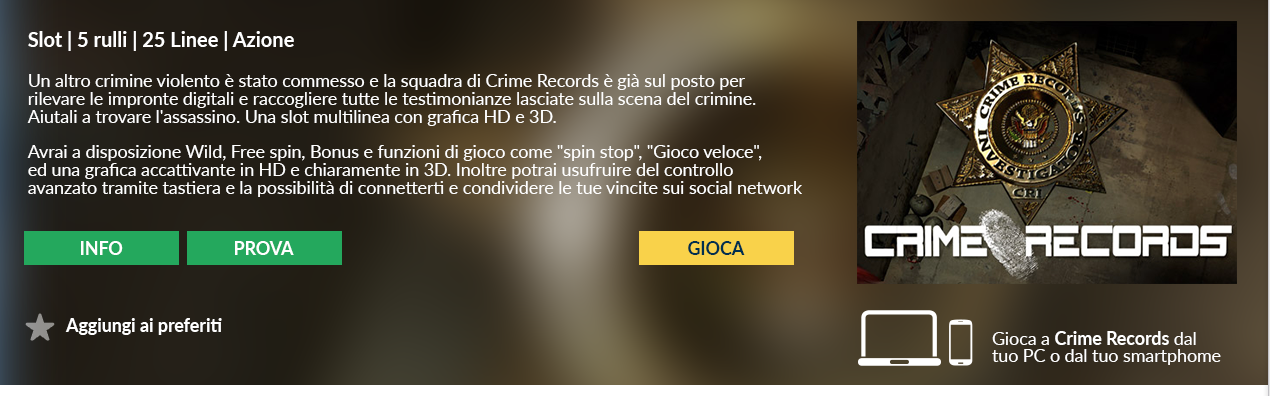 Slot | 5 rulli | 25 Linee | Azione
Un altro crimine violento è stato commesso e la squadra di Crime Records è già sul posto per
rilevare le impronte digitali e raccogliere tutte le testimonianze lasciate sulla scena del crimine.
Aiutali a trovare l'assassino. Una slot multilinea con grafica HD e 3D.
Avrai a disposizione Wild, Free spin, Bonus e funzioni di gioco come "spin stop", "Gioco veloce",
ed una grafica accattivante in HD e chiaramente in 3D. Inoltre potrai usufruire del controllo
avanzato tramite tastiera e la possibilità di connetterti e condividere le tue vincite sui social network
INFO
PROVA
GIOCA
Aggiungi ai preferiti
CRIME RECORDS
INVESTIGATORS
CRI
CRIME RECORDS
Gioca a Crime Records dal
tuo PC o dal tuo smartphome